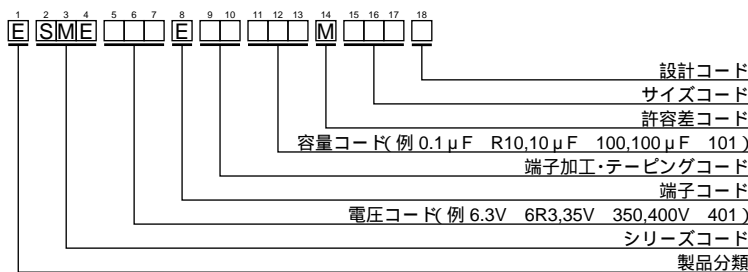 1 2 3 4 5 6 7 8 9 10 11 12 13 14 15 16 17 18
E SME E M
設計コード
サイズコード
許容差コード
容量コード(例 0.1μF R10,10μF 100,100μF 101)
端子加工・テーピングコード
端子コード
電圧コード(例 6.3V 6R3,35V 350,400V 401)
シリーズコード
製品分類